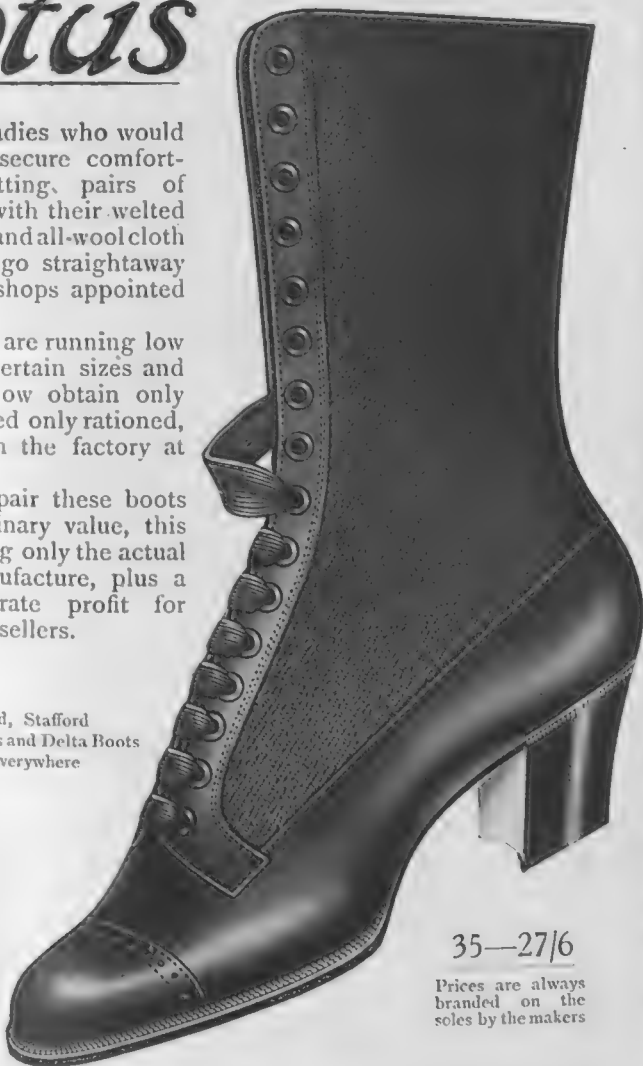 otus
adies who would
secure comfort-
tting, pairs of
with their welted
and all-wool cloth
go straightaway
shops appointed
are running low
ertain sizes and
ow obtain only
ed only rationed,
n the factory at
pair these boots
inary value, this
g only the actual
ufacture, plus a
rate profit for
sellers.
d, Stafford
s and Delta Boots
verywhere
35—27/6
Prices are always
branded on the
soles by the makers